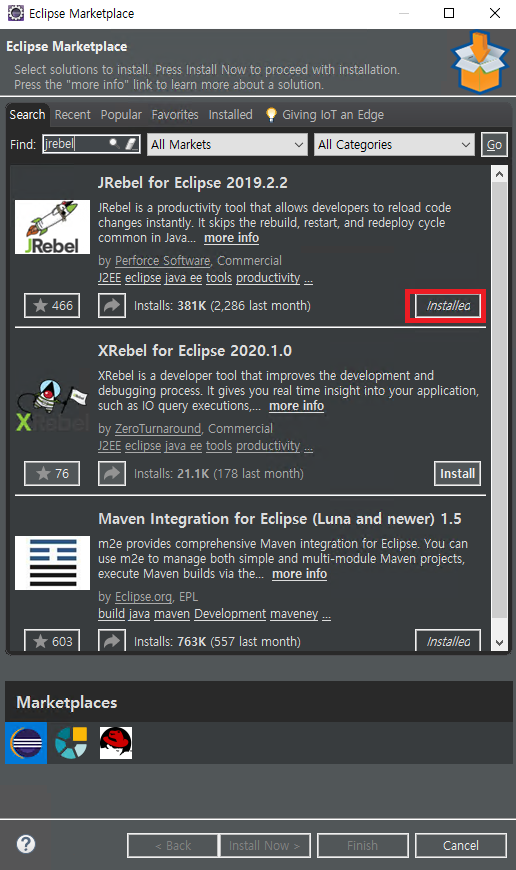 Eclipse Marketplace
Eclipse Marketplace
Select solutions to install. Press Install Now to proceed with installation.
Press the "more info" link to learn more about a solution.
Search Recent Popular Favorites Installed Giving IoT an Edge
Find: jrebel All Markets All Categories Go
JRebel for Eclipse 2019.2.2
JRebel is a productivity tool that allows developers to reload code
changes instantly. It skips the rebuild, restart, and redeploy cycle
common in Java... more info
JRebel
by Perforce Software, Commercial
J2EE eclipse java ee tools productivity ...
466 Installs: 381K (2,286 last month) Installed
XRebel for Eclipse 2020.1.0
XRebel is a developer tool that improves the development and
debugging process. It gives you real time insight into your application,
such as IO query executions,... more info
XRebel
by ZeroTurnaround, Commercial
J2EE eclipse java ee tools productivity ...
76 Installs: 21.1K (178 last month) Install
Maven Integration for Eclipse (Luna and newer) 1.5
m2e provides comprehensive Maven integration for Eclipse. You can
use m2e to manage both simple and multi-module Maven projects,
execute Maven builds via the... more info
by Eclipse.org, EPL
build java maven Development maveney ...
603 Installs: 763K (557 last month) Installed
Marketplaces
? < Back Install Now > Finish Cancel